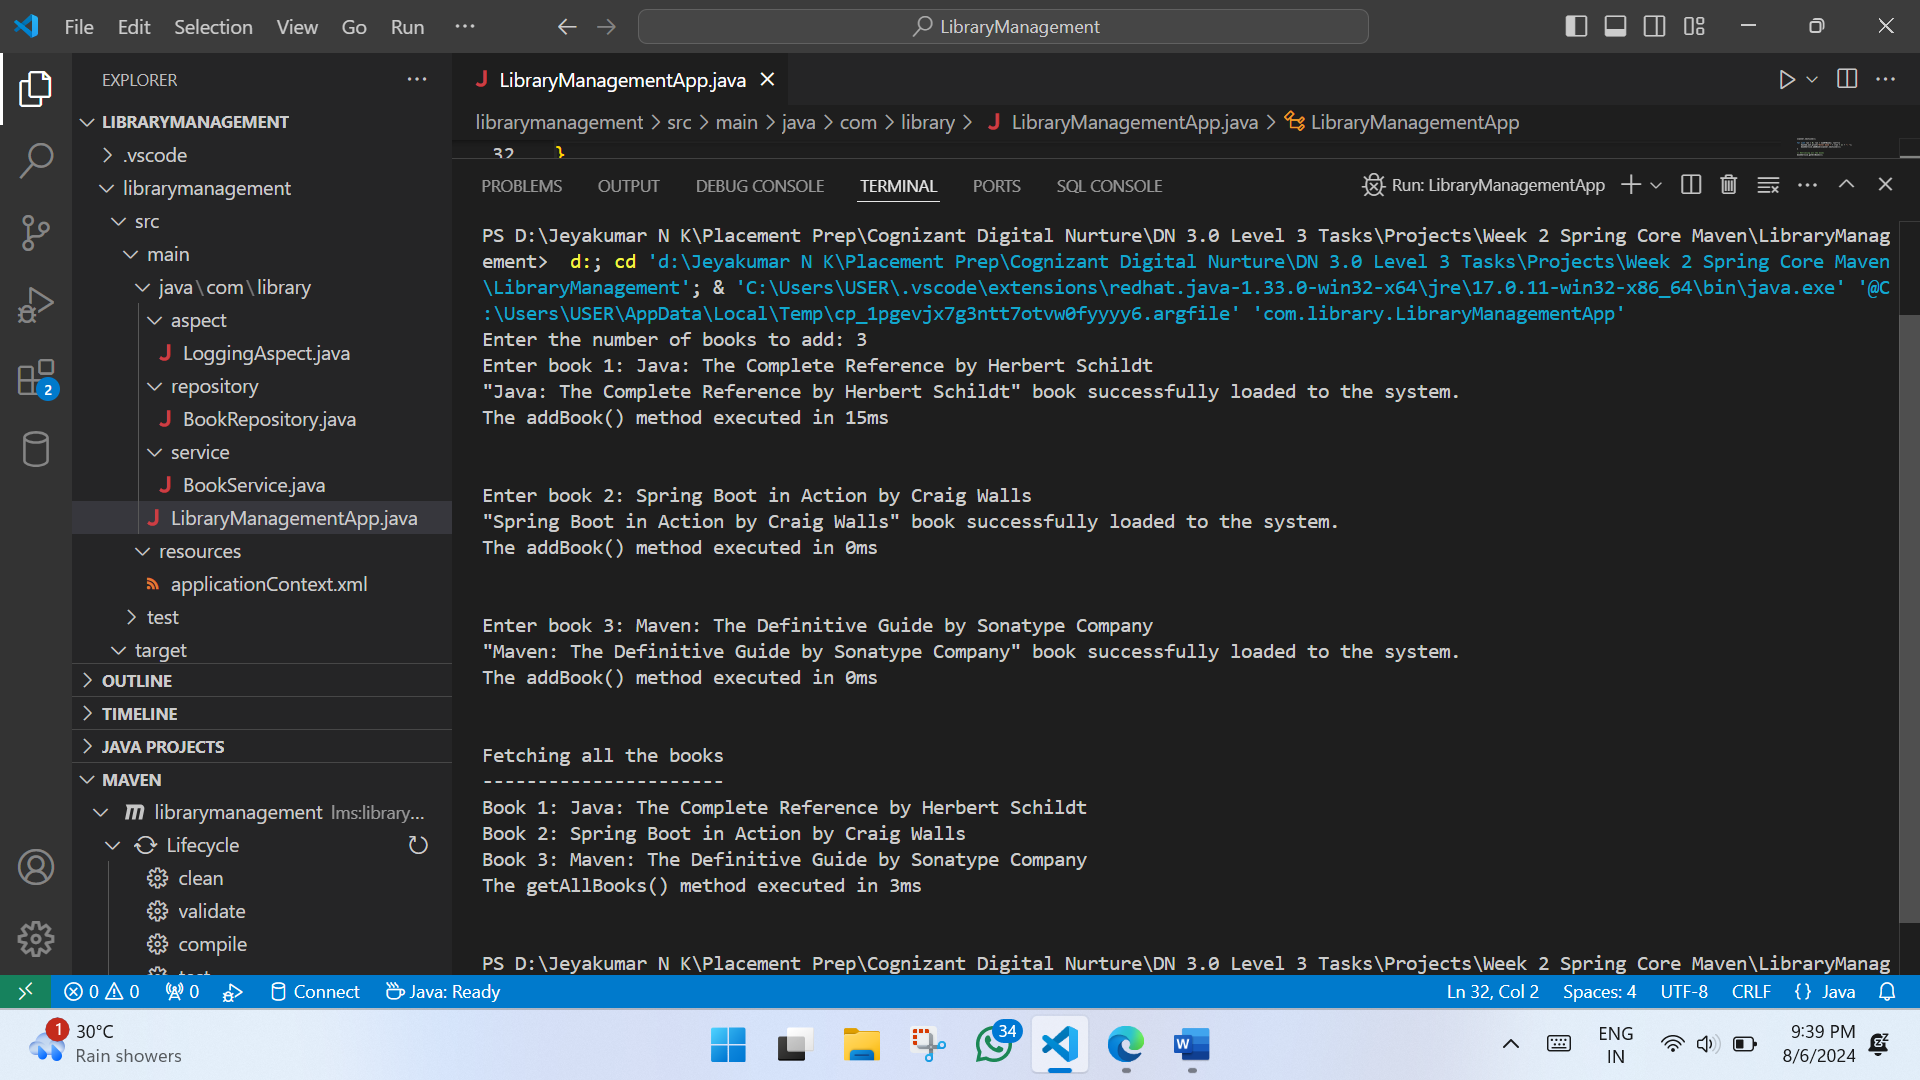 File Edit Selection View Go Run ···
LibraryManagement
EXPLORER
LIBRARYMANAGEMENT
.vscode
librarymanagement
src
main
java\com\library
aspect
LoggingAspect.java
repository
BookRepository.java
service
BookService.java
LibraryManagementApp.java
resources
applicationContext.xml
test
target
OUTLINE
TIMELINE
JAVA PROJECTS
MAVEN
librarymanagement lms:library...
Lifecycle
clean
validate
compile
test
2
LibraryManagementApp.java
librarymanagement > src > main > java > com > library > LibraryManagementApp.java > LibraryManagementApp
32 }
PROBLEMS OUTPUT DEBUG CONSOLE TERMINAL PORTS SQL CONSOLE
Run: LibraryManagementApp
PS D:\Jeyakumar N K\Placement Prep\Cognizant Digital Nurture\DN 3.0 Level 3 Tasks\Projects\Week 2 Spring Core Maven\LibraryManag
ement>  d:; cd 'd:\Jeyakumar N K\Placement Prep\Cognizant Digital Nurture\DN 3.0 Level 3 Tasks\Projects\Week 2 Spring Core Maven
\LibraryManagement'; & 'C:\Users\USER\.vscode\extensions\redhat.java-1.33.0-win32-x64\jre\17.0.11-win32-x86_64\bin\java.exe' '@C
:\Users\USER\AppData\Local\Temp\cp_1pgevjx7g3ntt7otvw0fyyyy6.argfile' 'com.library.LibraryManagementApp'
Enter the number of books to add: 3
Enter book 1: Java: The Complete Reference by Herbert Schildt
"Java: The Complete Reference by Herbert Schildt" book successfully loaded to the system.
The addBook() method executed in 15ms
Enter book 2: Spring Boot in Action by Craig Walls
"Spring Boot in Action by Craig Walls" book successfully loaded to the system.
The addBook() method executed in 0ms
Enter book 3: Maven: The Definitive Guide by Sonatype Company
"Maven: The Definitive Guide by Sonatype Company" book successfully loaded to the system.
The addBook() method executed in 0ms
Fetching all the books
----------------------
Book 1: Java: The Complete Reference by Herbert Schildt
Book 2: Spring Boot in Action by Craig Walls
Book 3: Maven: The Definitive Guide by Sonatype Company
The getAllBooks() method executed in 3ms
PS D:\Jeyakumar N K\Placement Prep\Cognizant Digital Nurture\DN 3.0 Level 3 Tasks\Projects\Week 2 Spring Core Maven\LibraryManag
0 0 0 Connect Java: Ready
Ln 32, Col 2 Spaces: 4 UTF-8 CRLF {} Java
1
30°C
Rain showers
34
ENG
IN
9:39 PM
8/6/2024